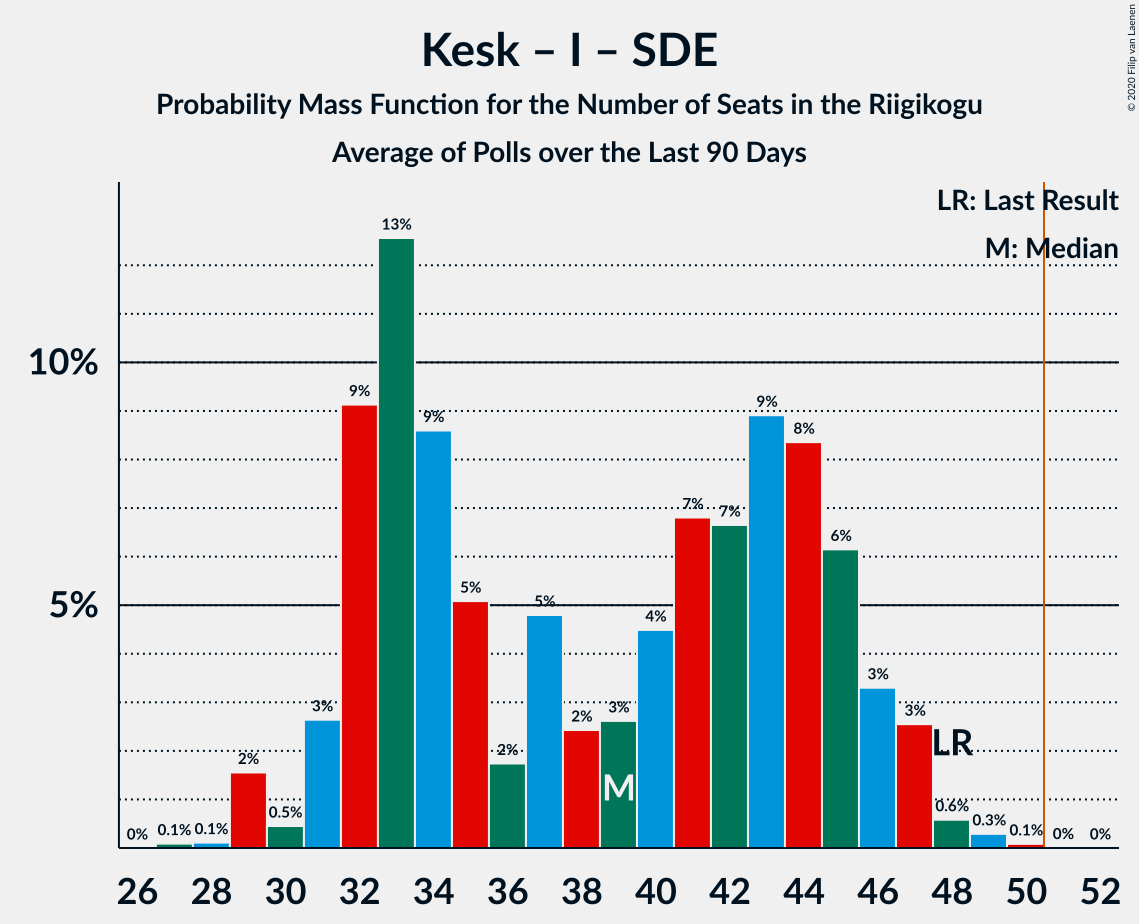 Kesk – I – SDE
Probability Mass Function for the Number of Seats in the Riigikogu
Average of Polls over the Last 90 Days
© 2020 Filip van Laenen
LR: Last Result
M: Median
10%
5%
0% 0.1% 0.1% 2% 0.5% 3% 9% 13% 9% 5% 2% 5% 2% 3% 4% 7% 7% 9% 8% 6% 3% 3% 0.6% 0.3% 0.1% 0% 0%
M
LR
26 28 30 32 34 36 38 40 42 44 46 48 50 52